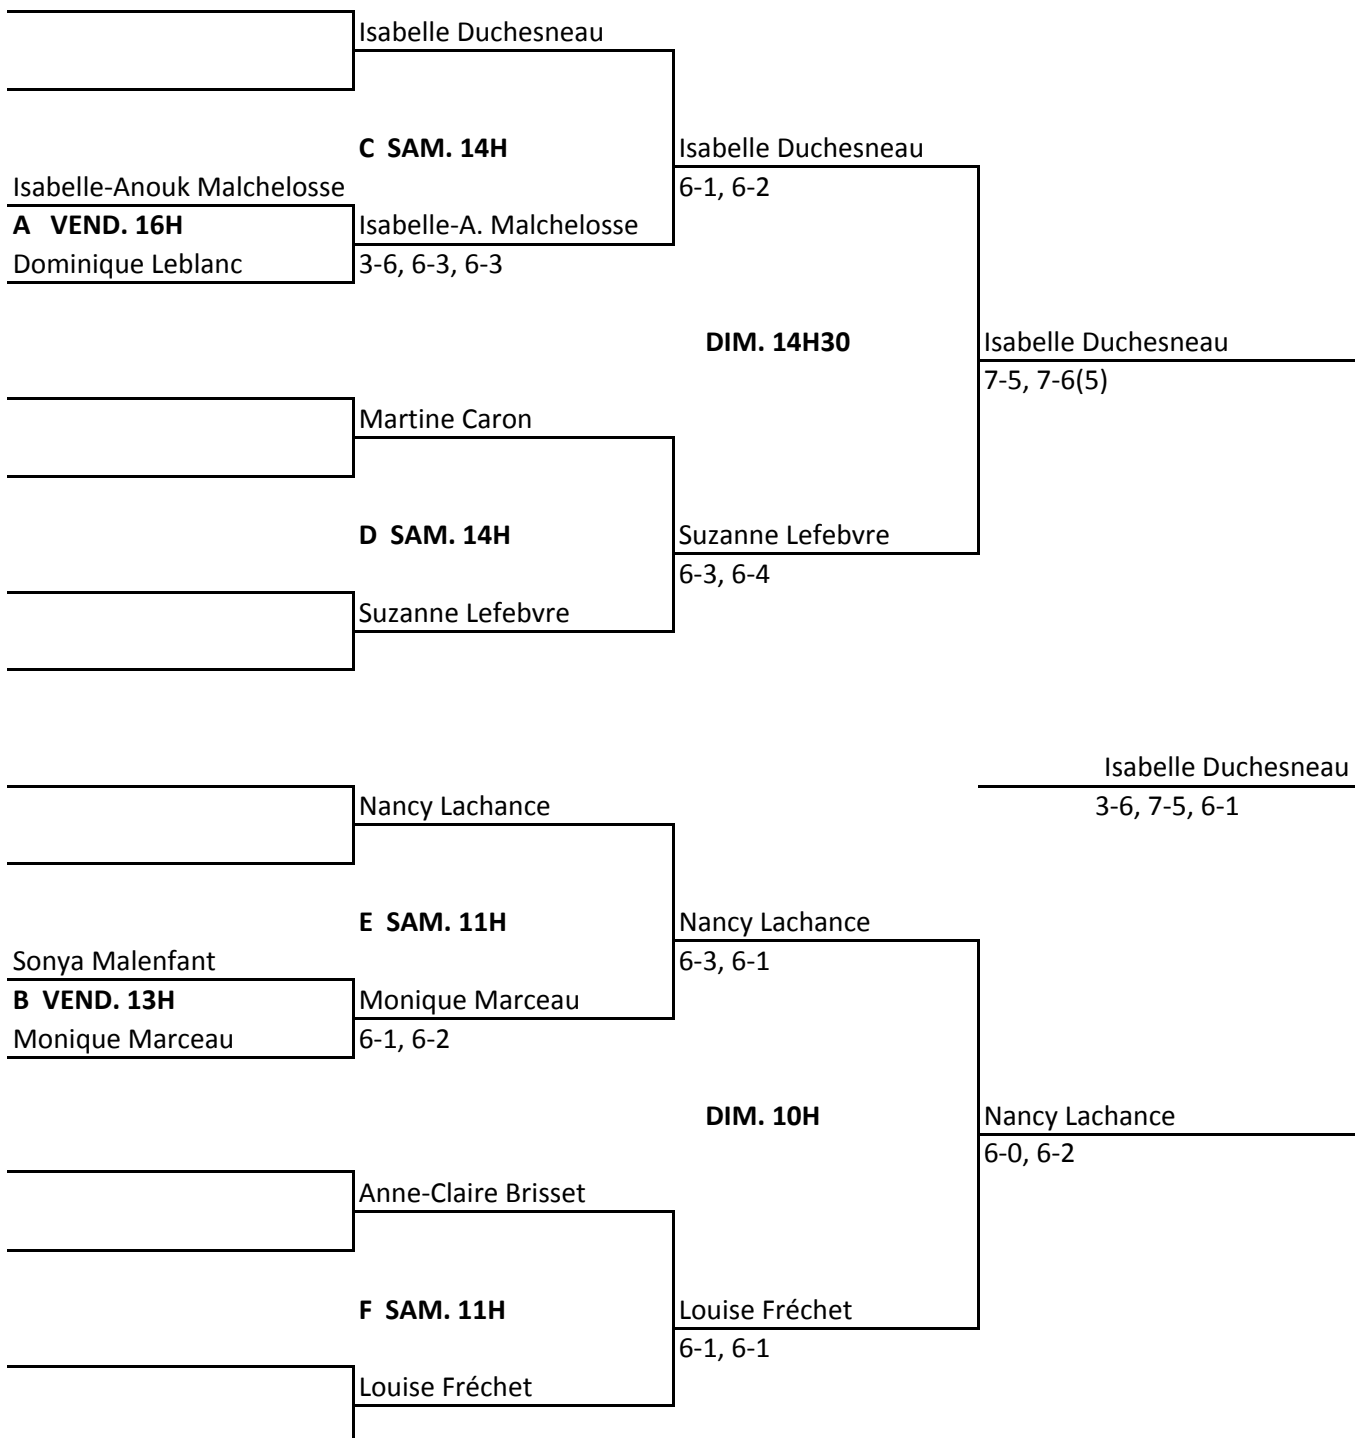 Isabelle Duchesneau
C SAM. 14H
Isabelle Duchesneau
Isabelle-Anouk Malchelosse
6-1, 6-2
A VEND. 16H
Isabelle-A. Malchelosse
Dominique Leblanc
3-6, 6-3, 6-3
DIM. 14H30
Isabelle Duchesneau
7-5, 7-6(5)
Martine Caron
D SAM. 14H
Suzanne Lefebvre
6-3, 6-4
Suzanne Lefebvre
Isabelle Duchesneau
Nancy Lachance
3-6, 7-5, 6-1
E SAM. 11H
Nancy Lachance
Sonya Malenfant
6-3, 6-1
B VEND. 13H
Monique Marceau
Monique Marceau
6-1, 6-2
DIM. 10H
Nancy Lachance
6-0, 6-2
Anne-Claire Brisset
F SAM. 11H
Louise Fréchet
6-1, 6-1
Louise Fréchet